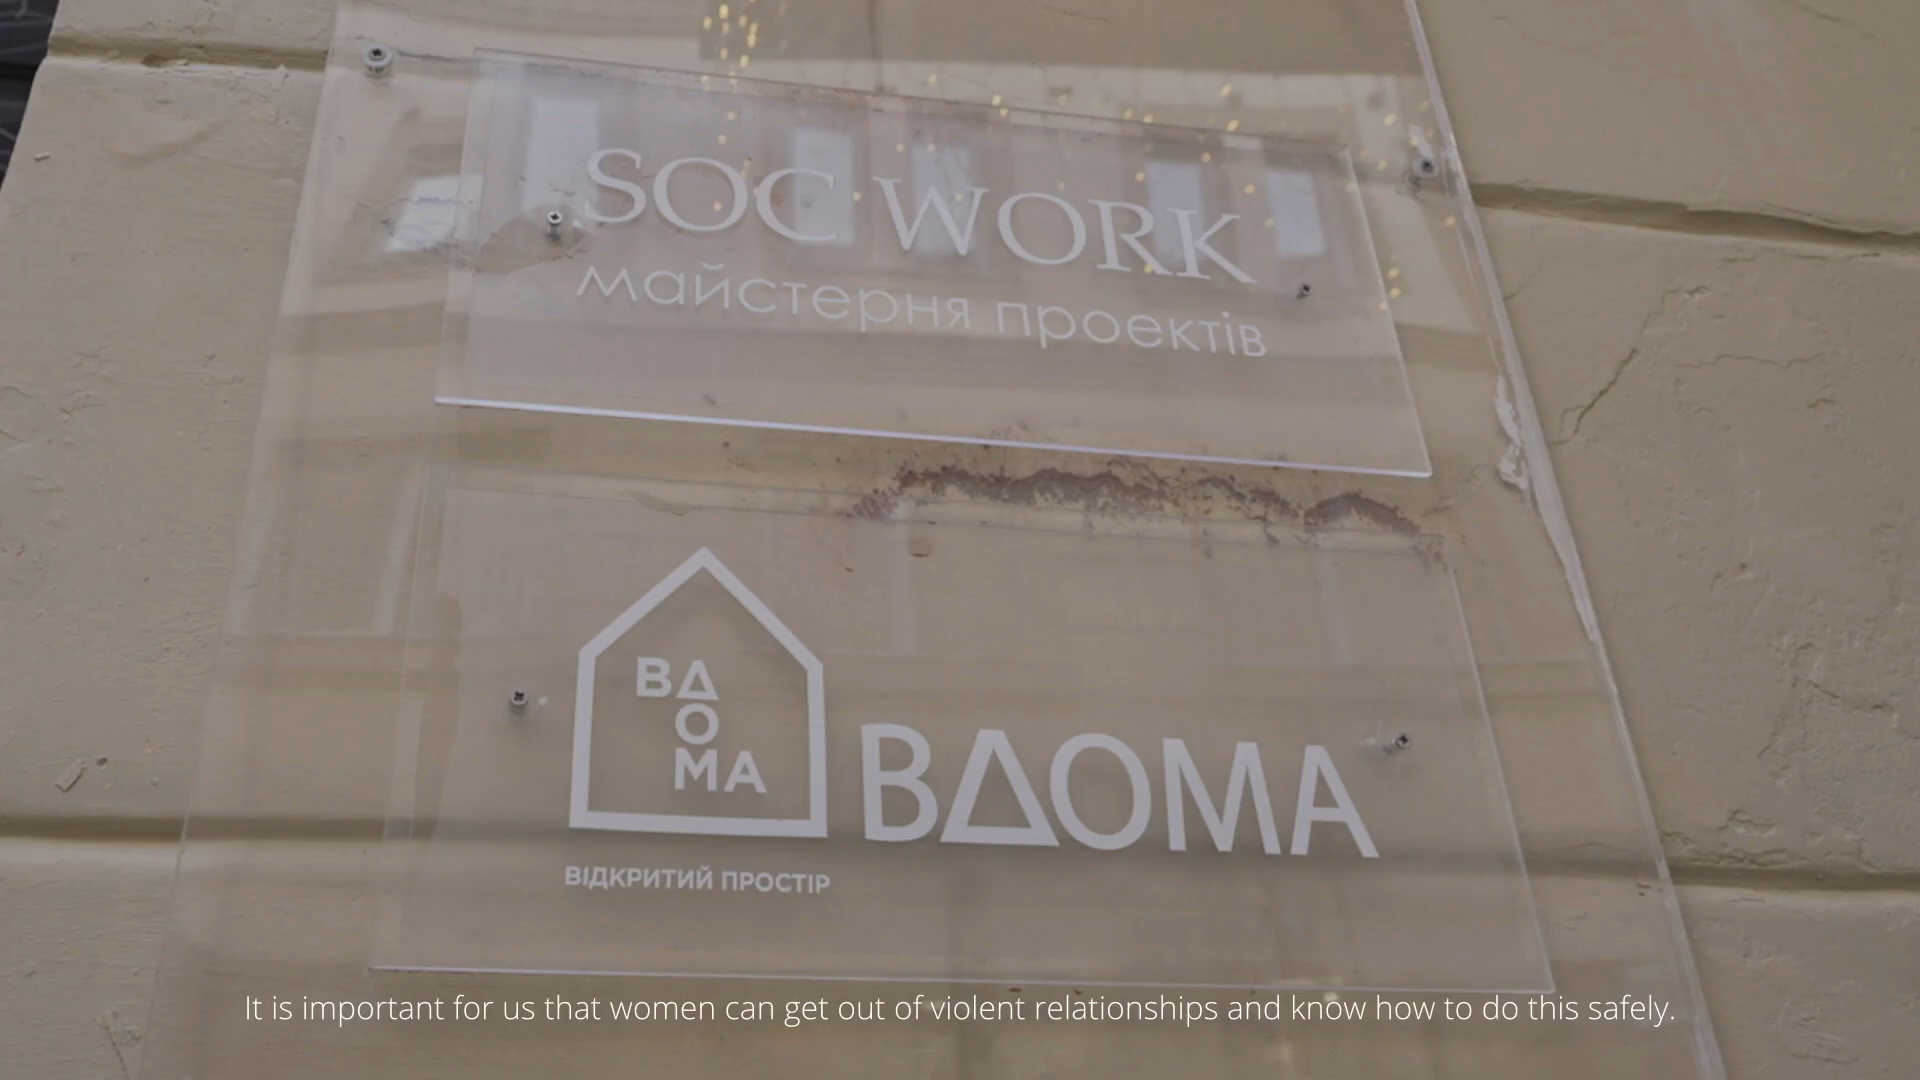 SOC WORK
майстерня проектів
ВДОМА
ВДОМА
ВІДКРИТИЙ ПРОСТІР
It is important for us that women can get out of violent relationships and know how to do this safely.